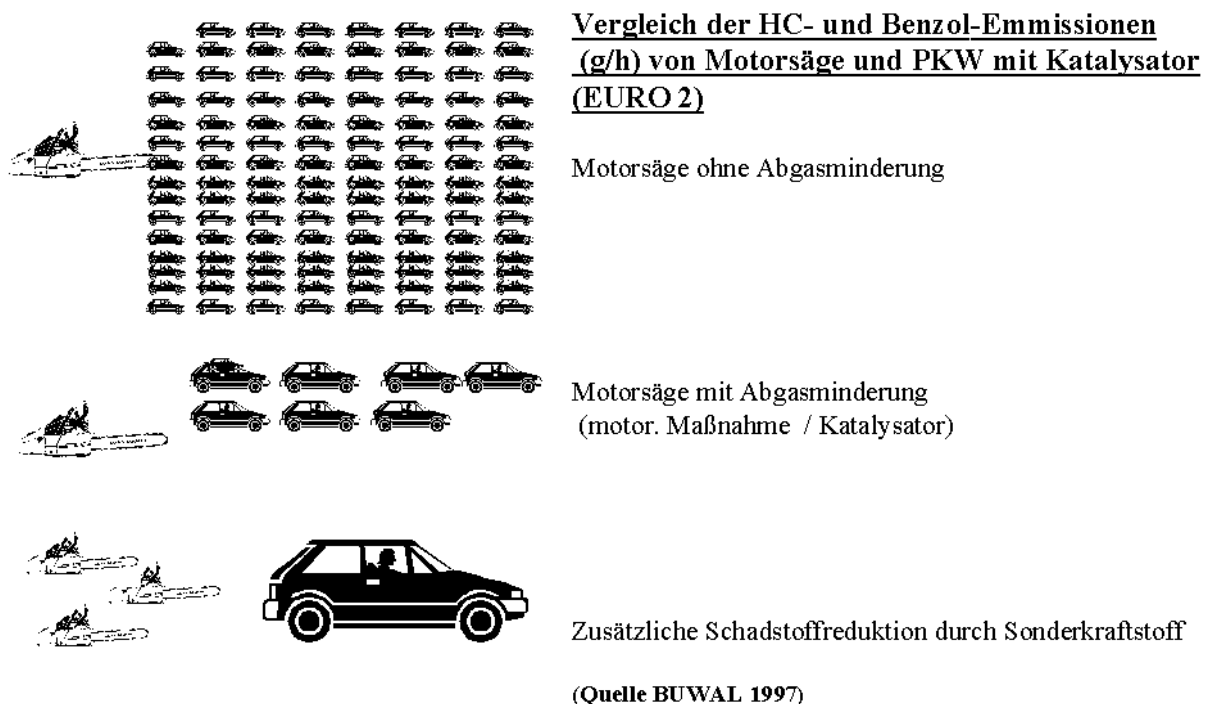 Vergleich der HC- und Benzol-Emmissionen
(g/h) von Motorsäge und PKW mit Katalysator
(EURO 2)
Motorsäge ohne Abgasminderung
Motorsäge mit Abgasminderung
(motor. Maßnahme / Katalysator)
Zusätzliche Schadstoffreduktion durch Sonderkraftstoff
(Quelle BUWAL 1997)